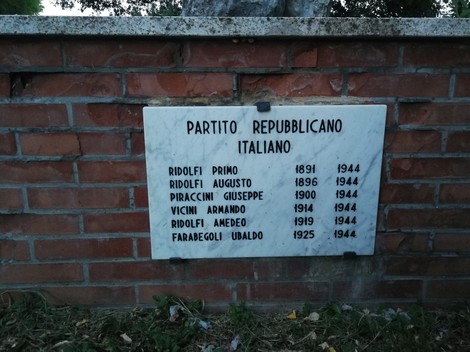 PARTITO REPUBBLICANO
ITALIANO
RIDOLFI PRIMO 1891 1944
RIDOLFI AUGUSTO 1896 1944
PIRACCINI GIUSEPPE 1900 1944
VICINI ARMANDO 1914 1944
RIDOLFI AMEDEO 1919 1944
FARABEGOLI UBALDO 1925 1944